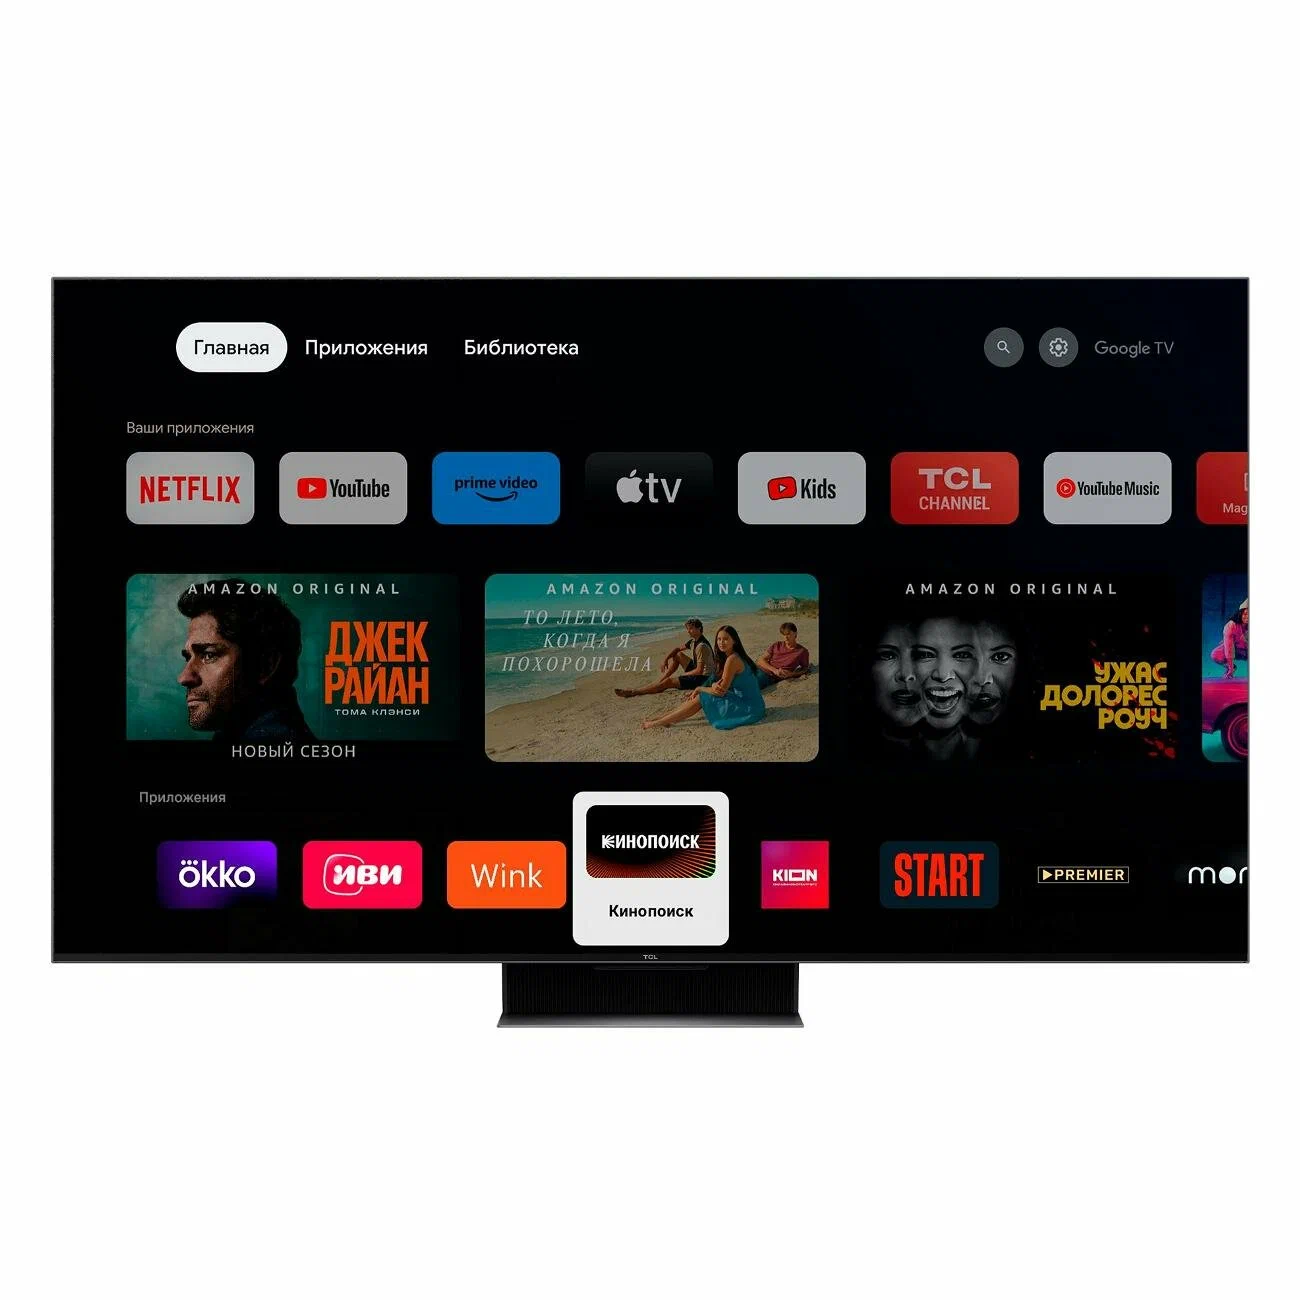 Главная Приложения Библиотека Google TV
Ваши приложения
NETFLIX YouTube prime video tv Kids TCL CHANNEL YouTube Music Mag
AMAZON ORIGINAL
ДЖЕК
РАЙАН
ТОМА КЛЭНСИ
НОВЫЙ СЕЗОН
AMAZON ORIGINAL
ТО ЛЕТО,
КОГДА Я
ПОХОРОШЕЛА
AMAZON ORIGINAL
УЖАС
ДОЛОРЕС
РОУЧ
Приложения
ökko иви Wink КИНОПОИСК KION START PREMIER mor
Кинопоиск
TCL